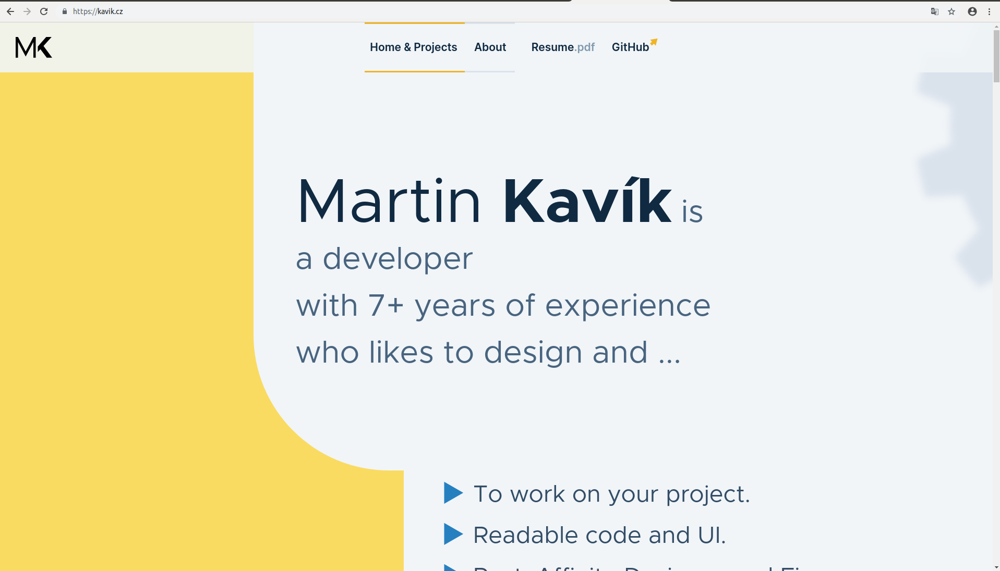 https://kavik.cz
MK
Home & Projects About Resume.pdf GitHub
Martin Kavík is
a developer
with 7+ years of experience
who likes to design and ...
To work on your project.
Readable code and UI.